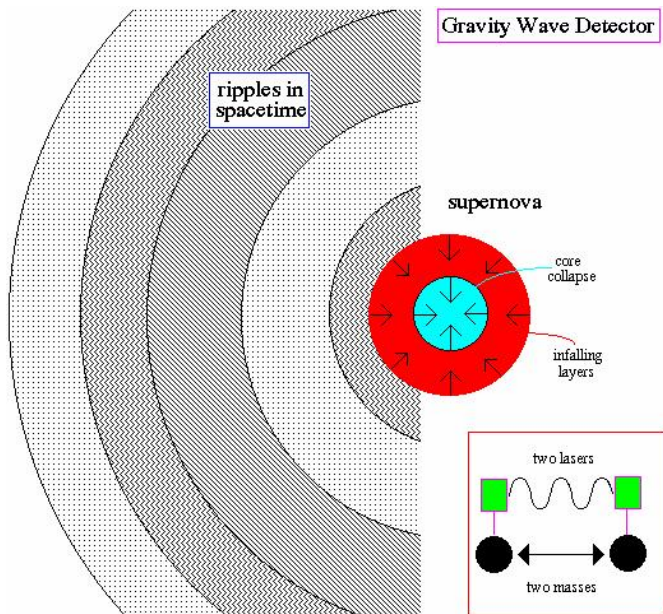 Gravity Wave Detector
ripples in
spacetime
supernova
core
collapse
infalling
layers
two lasers
two masses